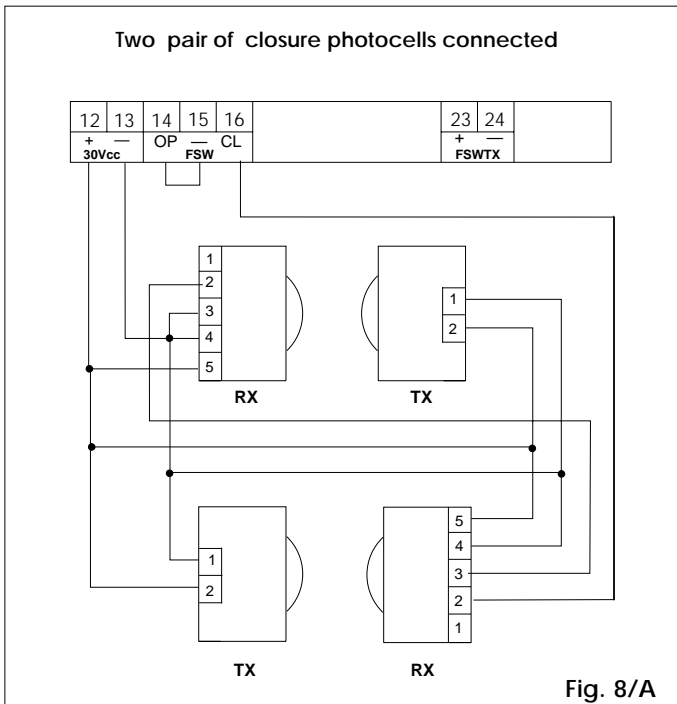 Two pair of closure photocells connected
12 13 14 15 16 23 24
+ — OP — CL + —
30Vcc FSW FSWTX
1
2
3
4
5
RX
1
2
TX
1
2
TX
5
4
3
2
1
RX
Fig. 8/A